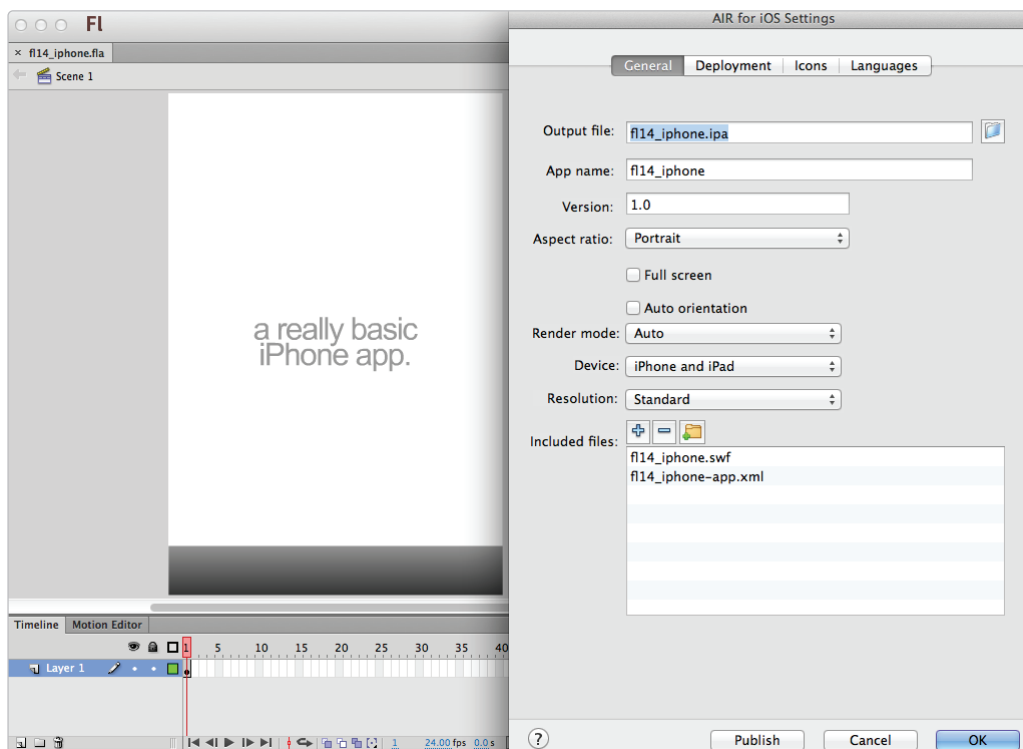 Fl
× fl14_iphone.fla
Scene 1
a really basic
iPhone app.
Timeline Motion Editor
1 5 10 15 20 25 30 35 40
Layer 1
1 24.00 fps 0.0 s
AIR for iOS Settings
General Deployment Icons Languages
Output file: fl14_iphone.ipa
App name: fl14_iphone
Version: 1.0
Aspect ratio: Portrait
Full screen
Auto orientation
Render mode: Auto
Device: iPhone and iPad
Resolution: Standard
Included files:
fl14_iphone.swf
fl14_iphone-app.xml
? Publish Cancel OK